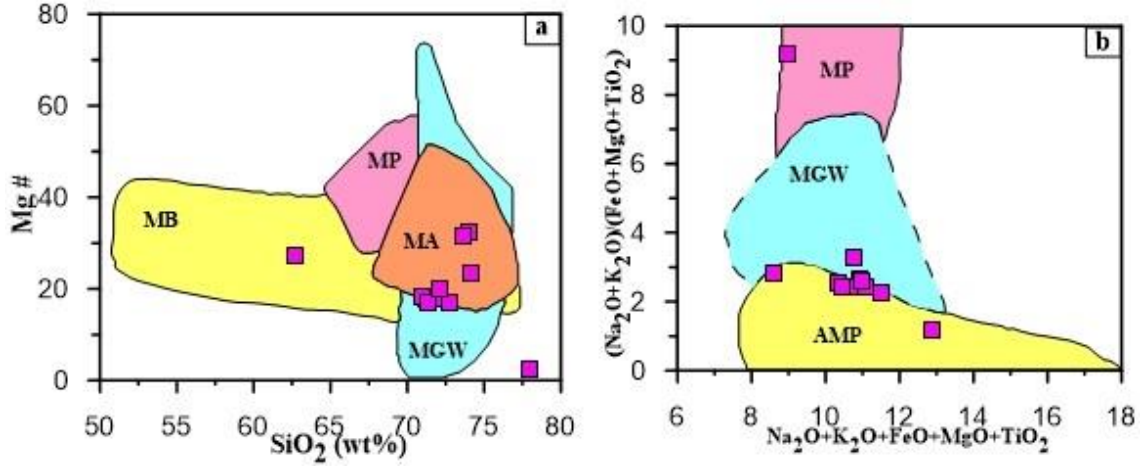 a
Mg #
80
60
40
20
0
MP
MB
MA
MGW
50 55 60 65 70 75 80
SiO2 (wt%)
b
(Na2O+K2O)/(FeO+MgO+TiO2)
10
8
6
4
2
0
MP
MGW
AMP
6 8 10 12 14 16 18
Na2O+K2O+FeO+MgO+TiO2